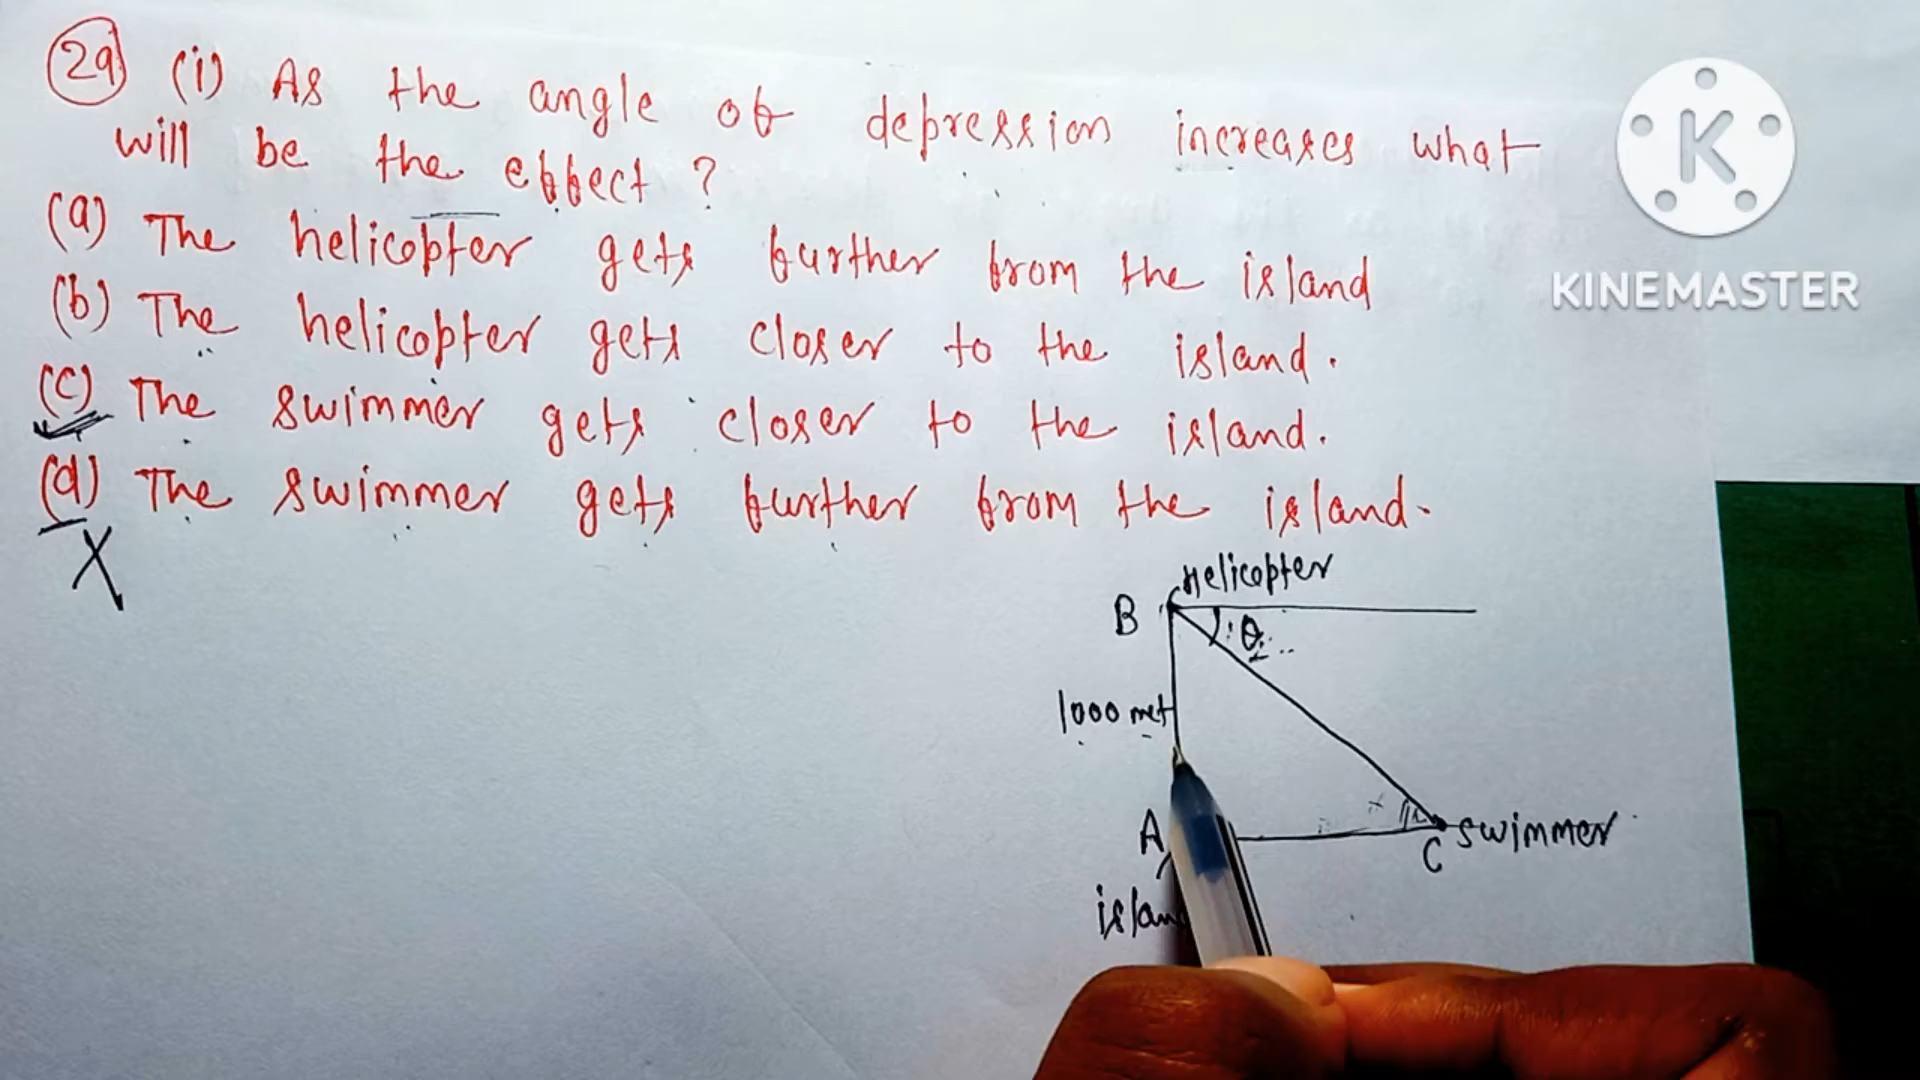 29 (i) As the angle of depression increases what
will be the effect ?
(a) The helicopter gets further from the island
(b) The helicopter gets closer to the island.
(c) The swimmer gets closer to the island.
(d) The swimmer gets further from the island.
X
K
KINEMASTER
Helicopter
B
θ
1000 met
A
C swimmer